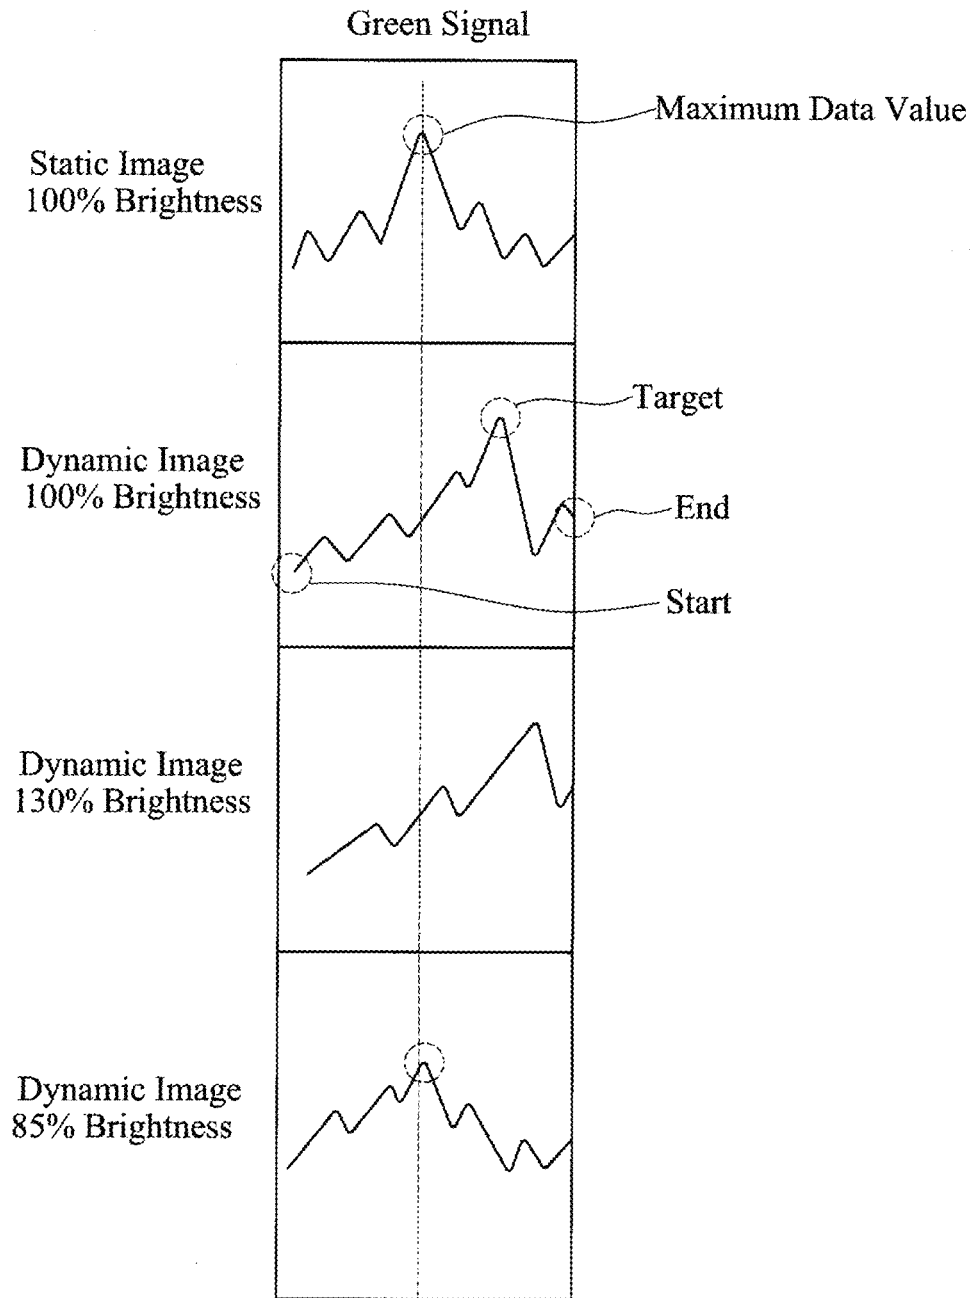 Green Signal
Maximum Data Value
Static Image
100% Brightness
Target
Dynamic Image
100% Brightness
End
Start
Dynamic Image
130% Brightness
Dynamic Image
85% Brightness